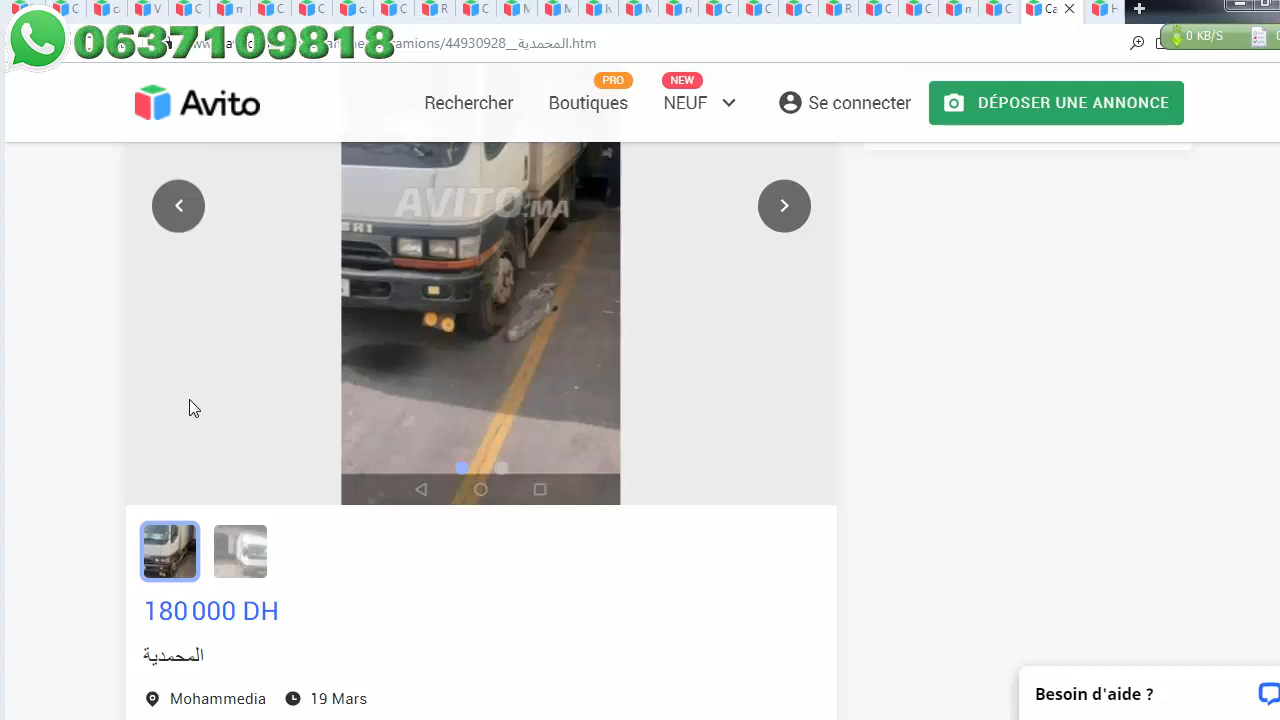 0637109818
amions/44930928__المحمدية.htm
0 KB/S
Avito
Rechercher
PRO
Boutiques
NEW
NEUF
Se connecter
DÉPOSER UNE ANNONCE
AVITO.MA
180 000 DH
المحمدية
Mohammedia
19 Mars
Besoin d'aide ?